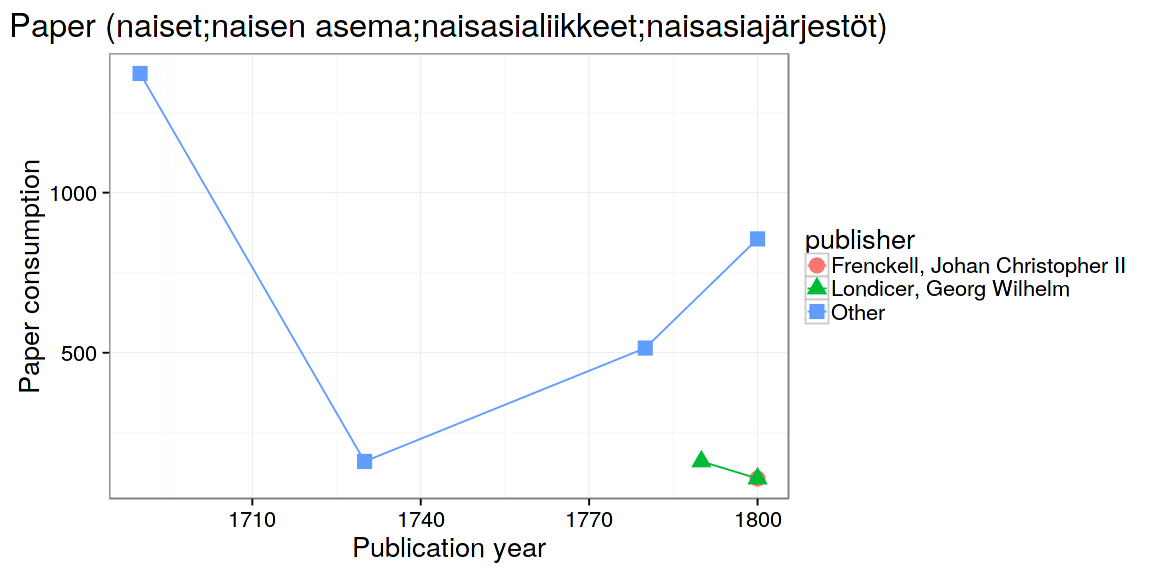 Paper (naiset;naisen asema;naisasialiikkeet;naisasiajärjestöt)
Paper consumption
1000
500
1710
1740
1770
1800
Publication year
publisher
Frenckell, Johan Christopher II
Londicer, Georg Wilhelm
Other